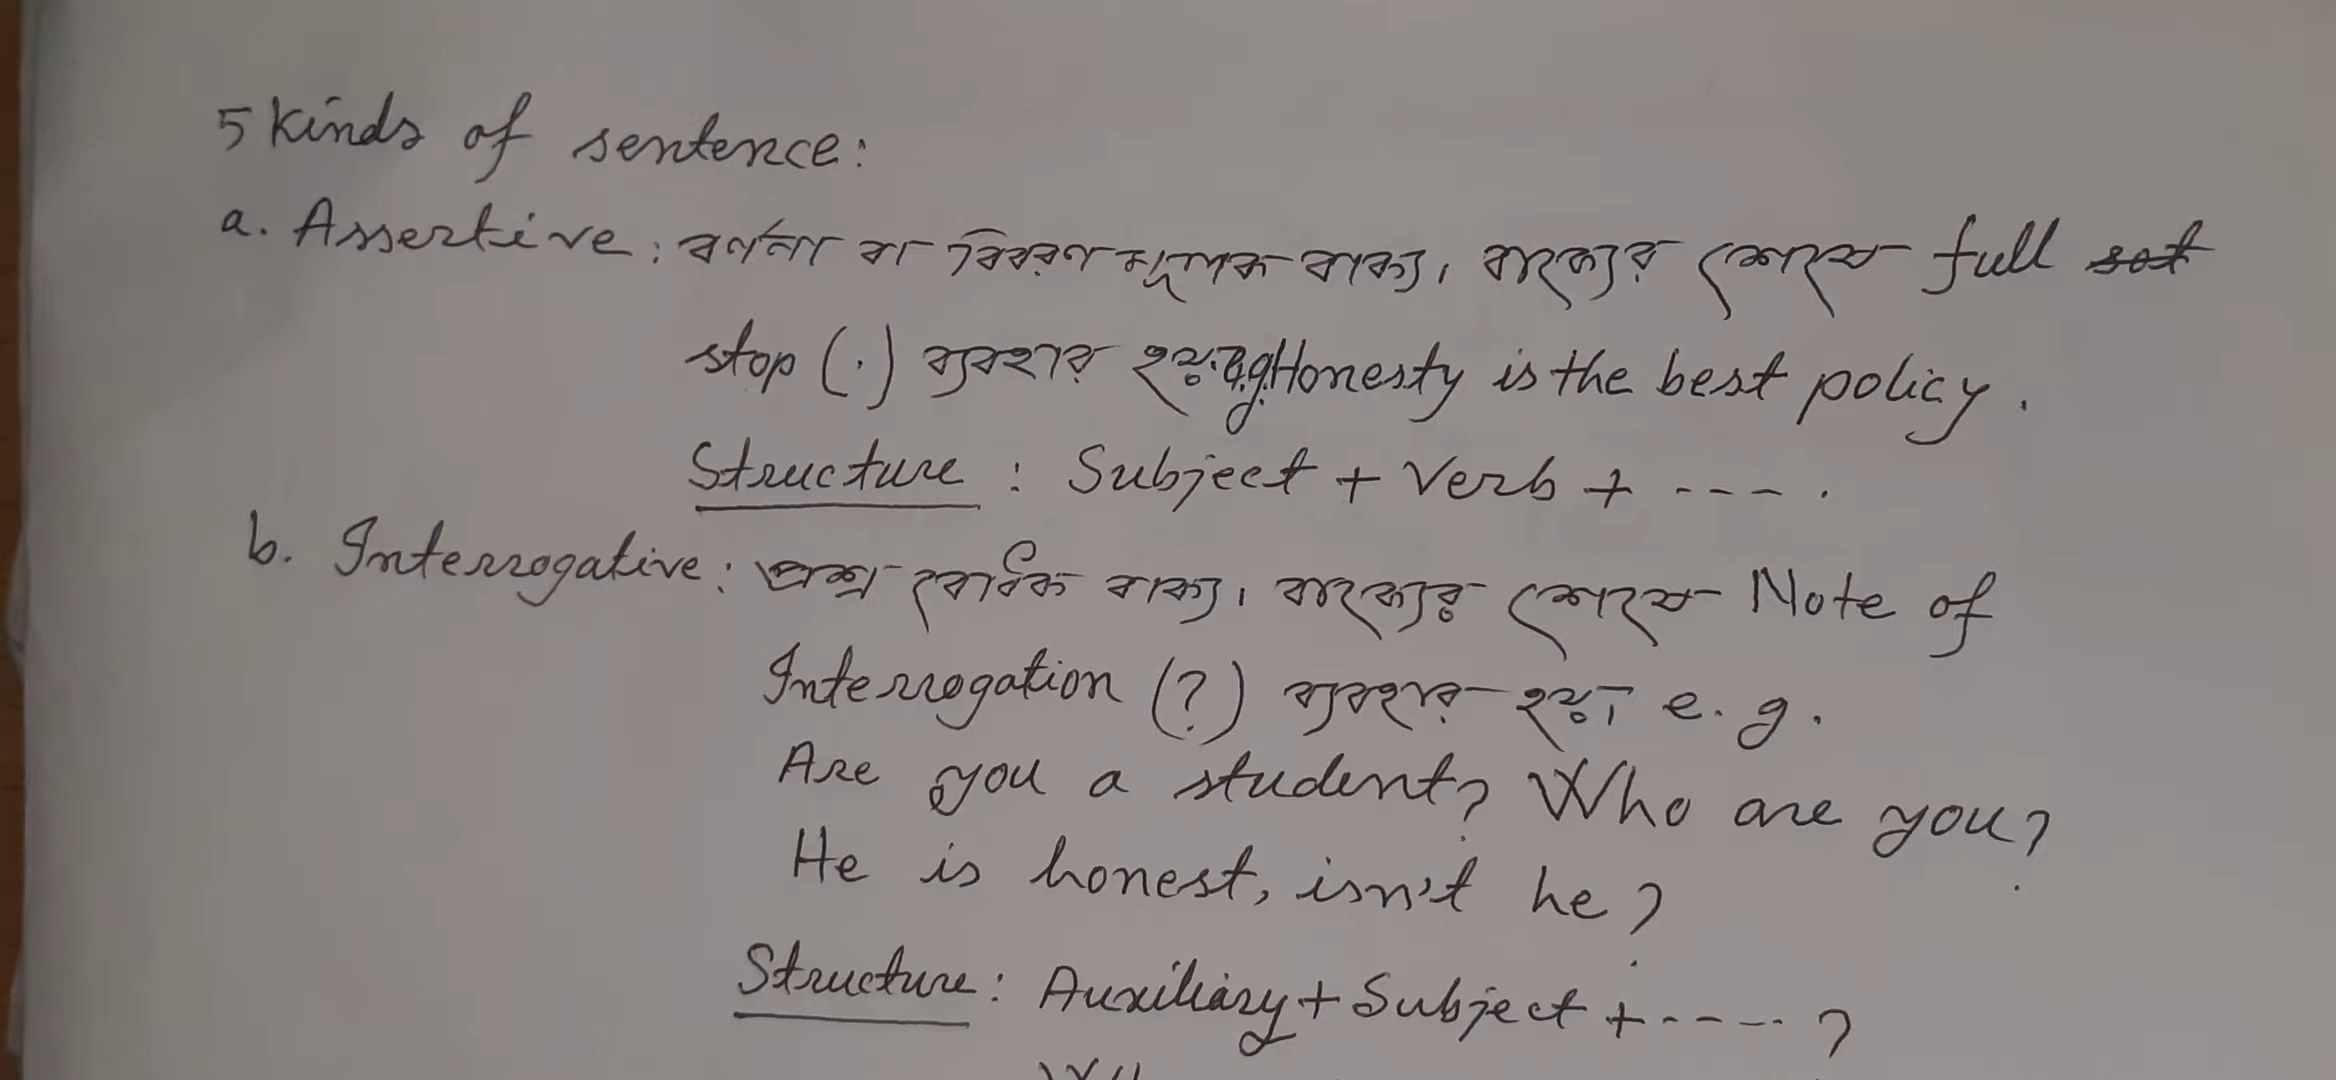 5 kinds of sentence:
a. Assertive: বর্ণনা বা বিবরণ মূলক বাক্য। বাক্যের শেষে full
stop (.) ব্যবহার হয়। e.g. Honesty is the best policy.
Structure : Subject + Verb + ---- .
b. Interrogative: প্রশ্ন বোধক বাক্য। বাক্যের শেষে Note of
Interrogation (?) ব্যবহার হয়। e.g.
Are you a student? Who are you?
He is honest, isn't he?
Structure: Auxiliary + Subject + ----- ?